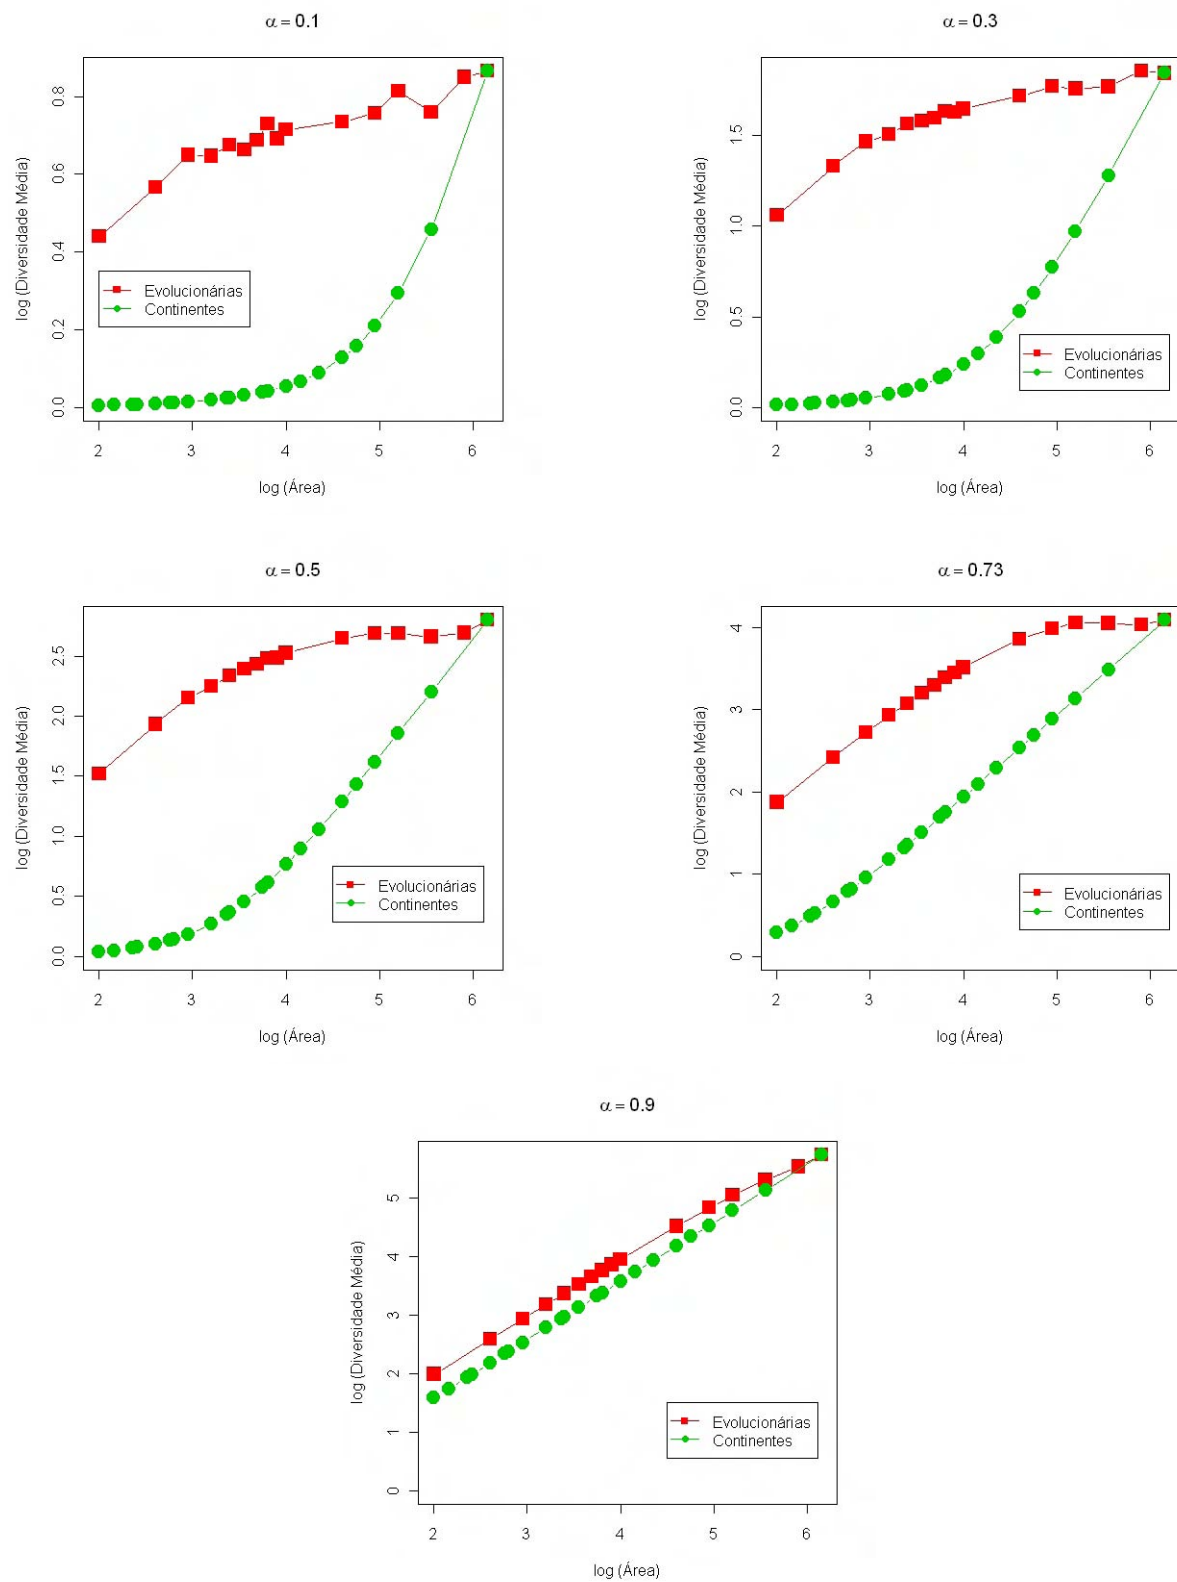 α = 0.1
log (Diversidade Média)
0.8
0.6
0.4
0.2
0.0
Evolucionárias
Continentes
2 3 4 5 6
log (Área)
α = 0.3
log (Diversidade Média)
1.5
1.0
0.5
0.0
Evolucionárias
Continentes
2 3 4 5 6
log (Área)
α = 0.5
log (Diversidade Média)
2.5
2.0
1.5
1.0
0.5
0.0
Evolucionárias
Continentes
2 3 4 5 6
log (Área)
α = 0.73
log (Diversidade Média)
4
3
2
1
0
Evolucionárias
Continentes
2 3 4 5 6
log (Área)
α = 0.9
log (Diversidade Média)
5
4
3
2
1
0
Evolucionárias
Continentes
2 3 4 5 6
log (Área)